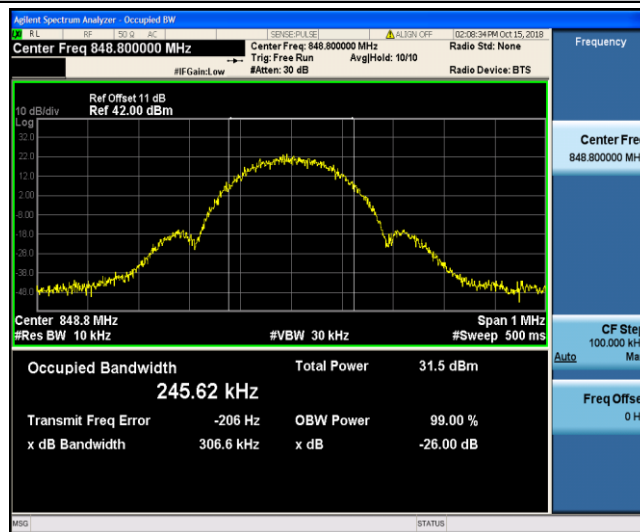 Agilent Spectrum Analyzer - Occupied BW
RL RF 50 Ω AC SENSE:PULSE ALIGN OFF 02:08:34 PM Oct 15, 2018
Center Freq 848.800000 MHz
Center Freq: 848.800000 MHz
Radio Std: None
Trig: Free Run Avg|Hold: 10/10
#IFGain:Low #Atten: 30 dB Radio Device: BTS
Frequency
Ref Offset 11 dB
10 dB/div Ref 42.00 dBm
Log
32.0
22.0
12.0
2.00
-8.00
-18.0
-28.0
-38.0
-48.0
Center Fre
848.800000 MH
Center 848.8 MHz Span 1 MHz
#Res BW 10 kHz #VBW 30 kHz #Sweep 500 ms
CF Step
100.000 kH
Auto Ma
Occupied Bandwidth Total Power 31.5 dBm
245.62 kHz
Transmit Freq Error -206 Hz OBW Power 99.00 %
x dB Bandwidth 306.6 kHz x dB -26.00 dB
Freq Offse
0 H
MSG STATUS